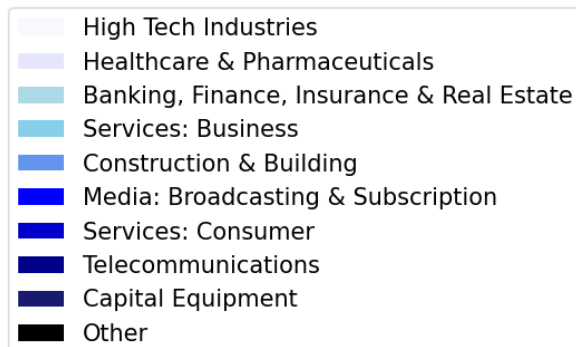 High Tech Industries
Healthcare & Pharmaceuticals
Banking, Finance, Insurance & Real Estate
Services: Business
Construction & Building
Media: Broadcasting & Subscription
Services: Consumer
Telecommunications
Capital Equipment
Other